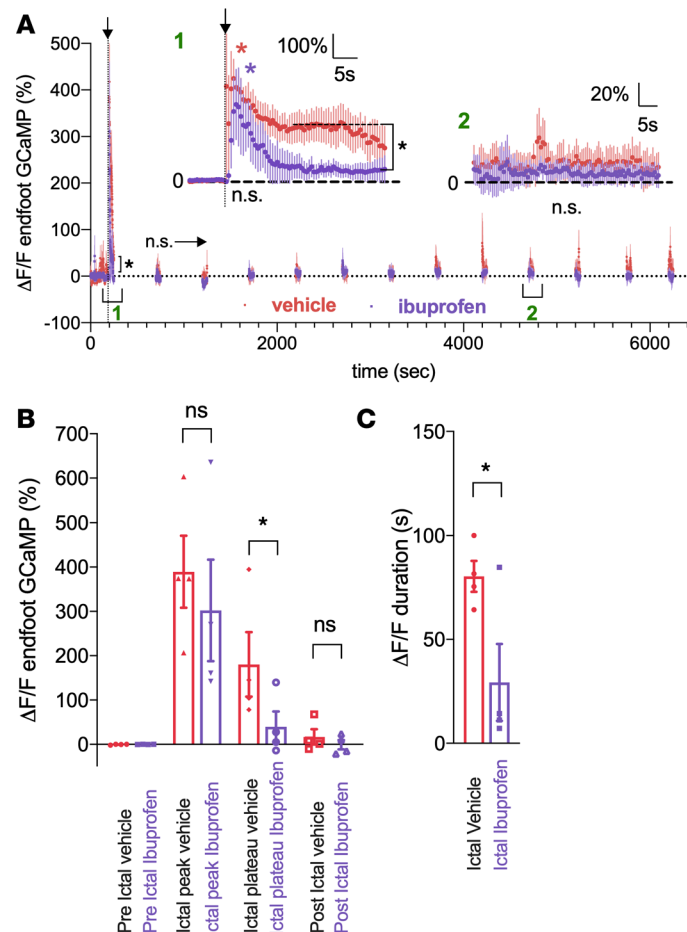 A
1
100%
5s
*
*
20%
5s
2
500
400
300
200
100
0
-100
ΔF/F endfoot GCaMP (%)
0
n.s.
*
0
n.s.
n.s.
*
vehicle
ibuprofen
1
2
0
2000
4000
6000
time (sec)
B
700
600
500
400
300
200
100
0
ΔF/F endfoot GCaMP (%)
ns
*
ns
Pre Ictal vehicle
Pre Ictal Ibuprofen
Ictal peak vehicle
ctal peak Ibuprofen
Ictal plateau vehicle
ctal plateau Ibuprofen
Post Ictal vehicle
Post Ictal Ibuprofen
C
150
100
50
0
ΔF/F duration (s)
*
Ictal Vehicle
Ictal Ibuprofen